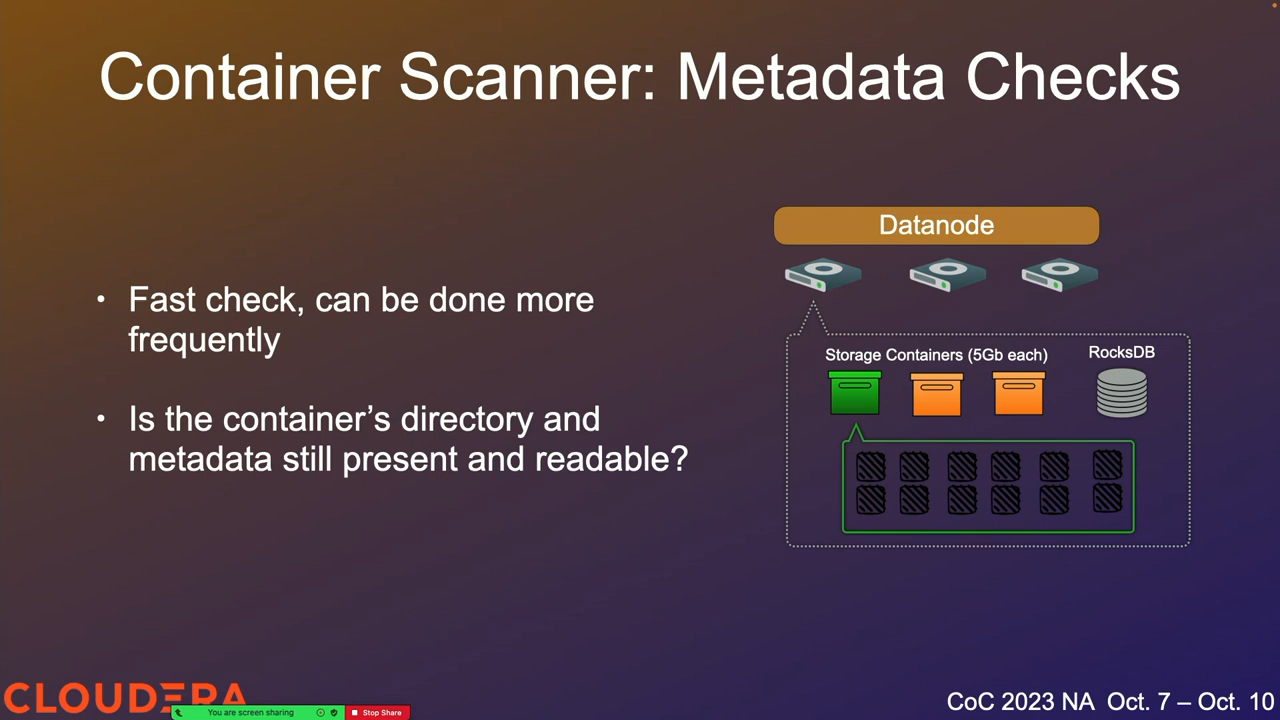 Container Scanner: Metadata Checks
• Fast check, can be done more
frequently
• Is the container’s directory and
metadata still present and readable?
Datanode
Storage Containers (5Gb each)
RocksDB
CLOUDERA
You are screen sharing
Stop Share
CoC 2023 NA Oct. 7 – Oct. 10